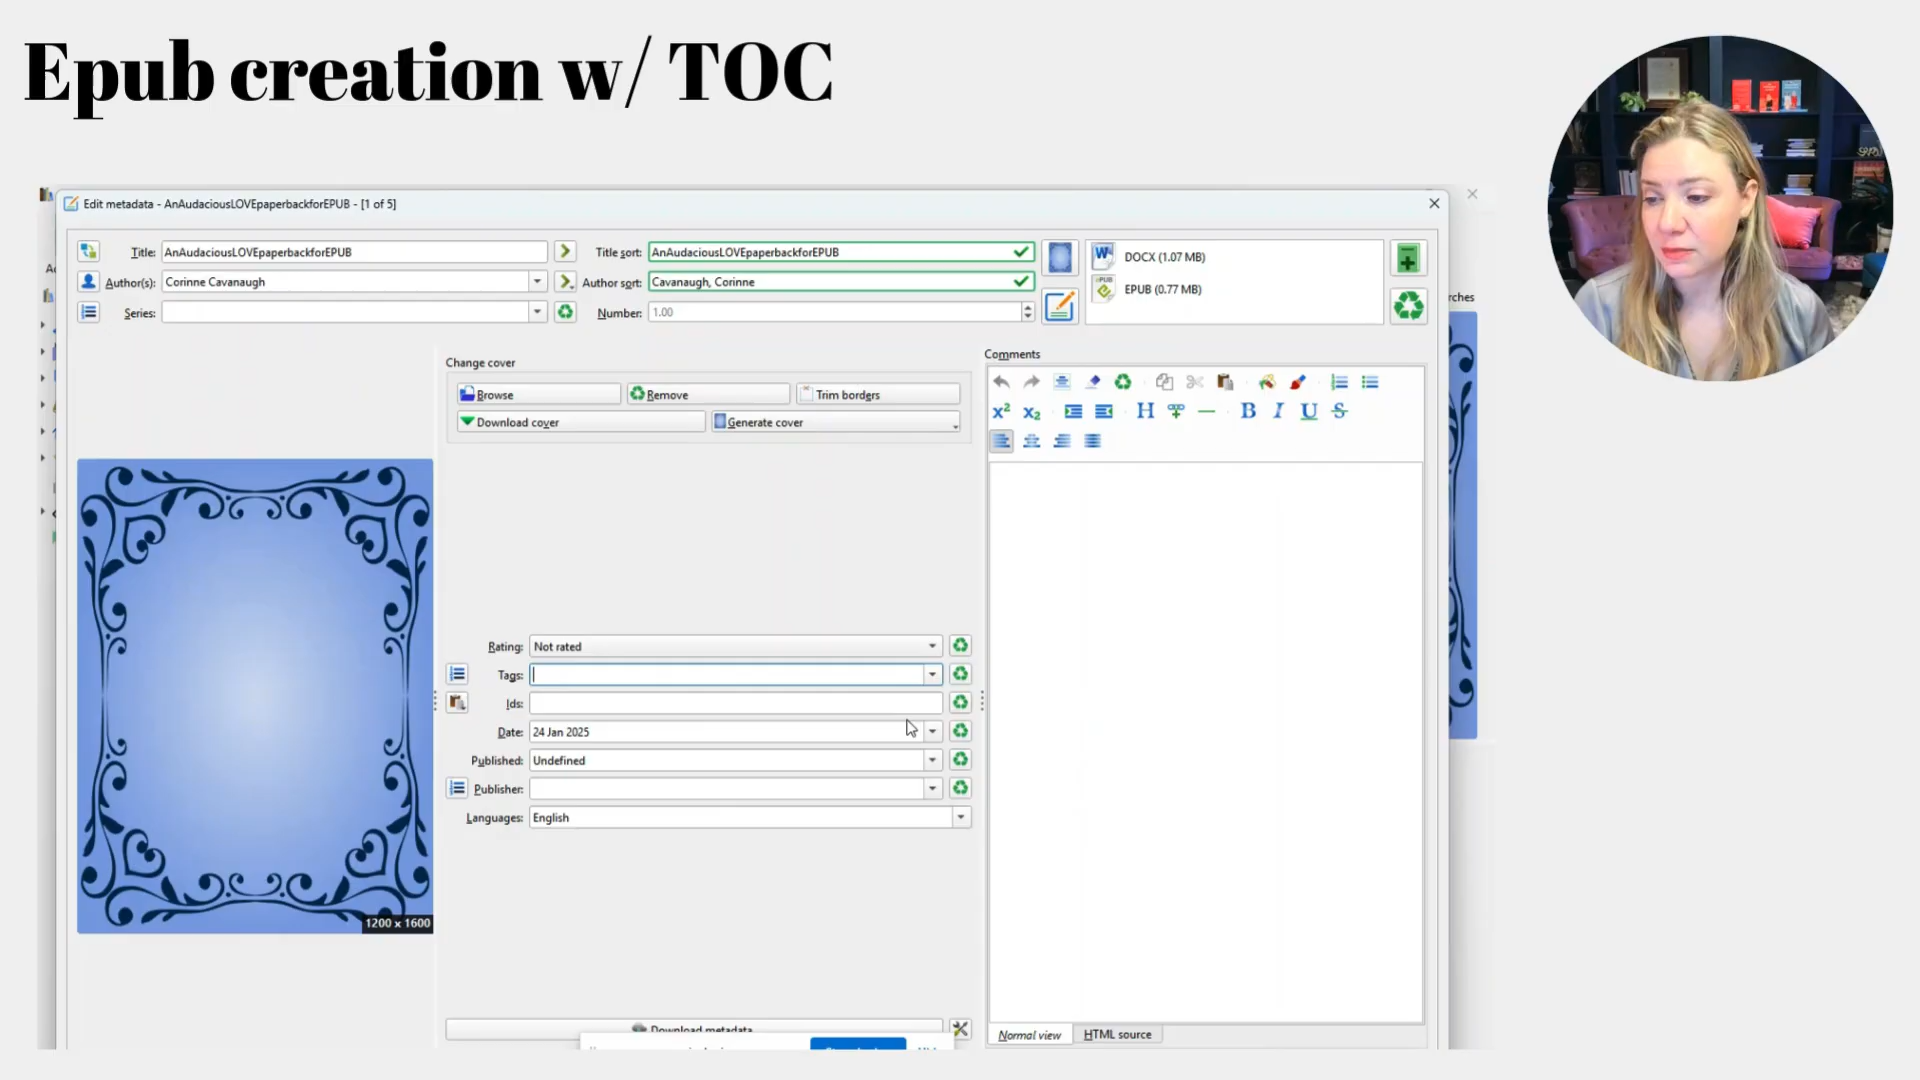 Epub creation w/ TOC
Edit metadata - AnAudaciousLOVEpaperbackforEPUB - [1 of 5]
Title: AnAudaciousLOVEpaperbackforEPUB Title sort: AnAudaciousLOVEpaperbackforEPUB
DOCX (1.07 MB)
Author(s): Corinne Cavanaugh Author sort: Cavanaugh, Corinne
EPUB (0.77 MB)
rches
Series: Number: 1.00
Change cover
Comments
Browse Remove Trim borders
Download cover Generate cover
Rating: Not rated
Tags:
Ids:
Date: 24 Jan 2025
Published: Undefined
Publisher:
Languages: English
1200 x 1600
Download metadata
Normal view HTML source